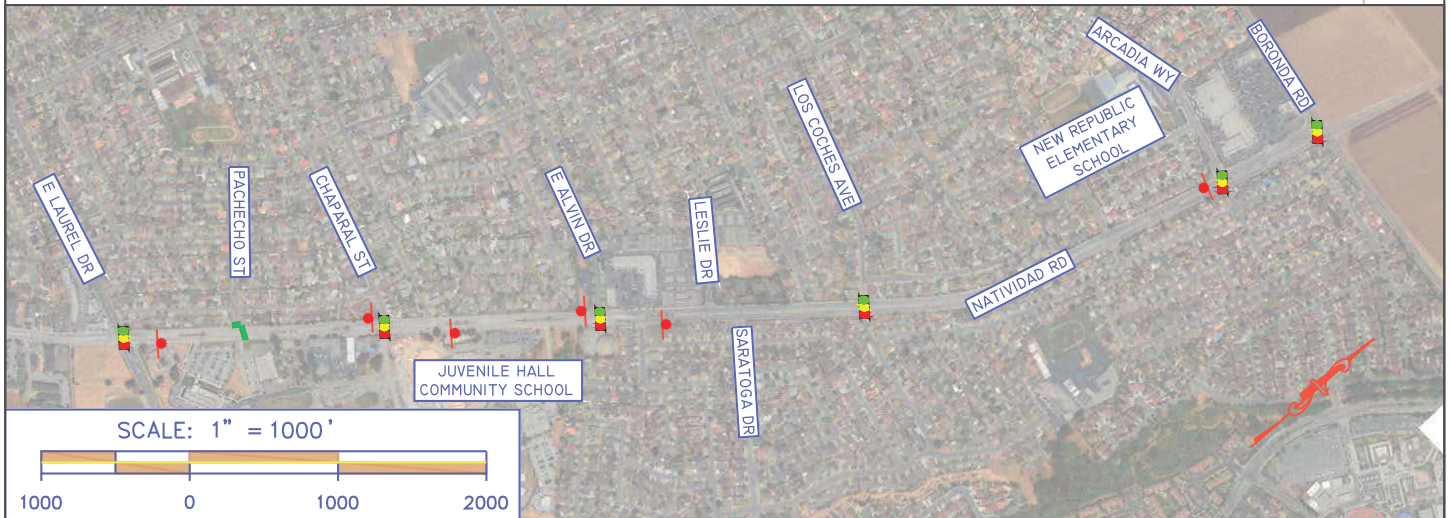 E LAUREL DR
PACHECHO ST
CHAPARAL ST
E ALVIN DR
LESLIE DR
LOS COCHES AVE
ARCADIA WY
BORONDA RD
NEW REPUBLIC
ELEMENTARY
SCHOOL
NATIVIDAD RD
SARATOGA DR
JUVENILE HALL
COMMUNITY SCHOOL
SCALE: 1" = 1000'
1000 0 1000 2000